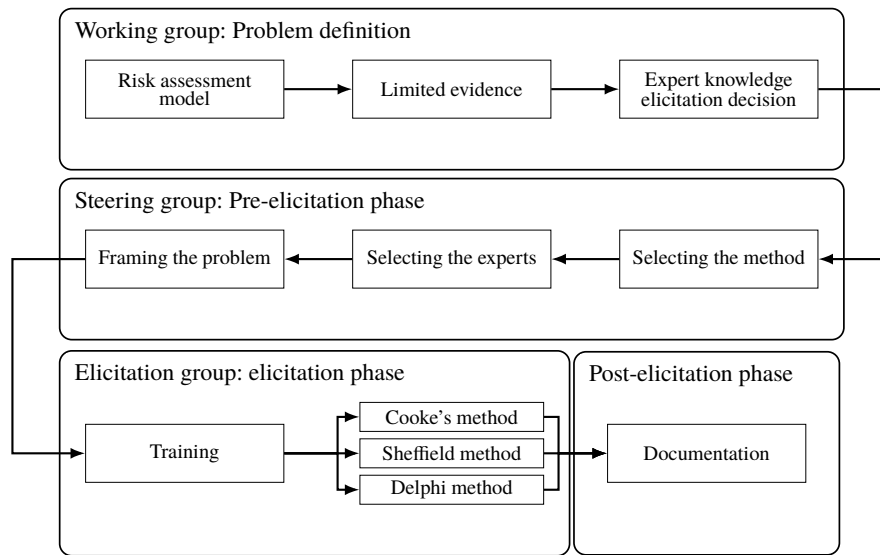 Working group: Problem definition
Risk assessment
model
Limited evidence
Expert knowledge
elicitation decision
Steering group: Pre-elicitation phase
Framing the problem
Selecting the experts
Selecting the method
Elicitation group: elicitation phase
Training
Cooke's method
Sheffield method
Delphi method
Post-elicitation phase
Documentation